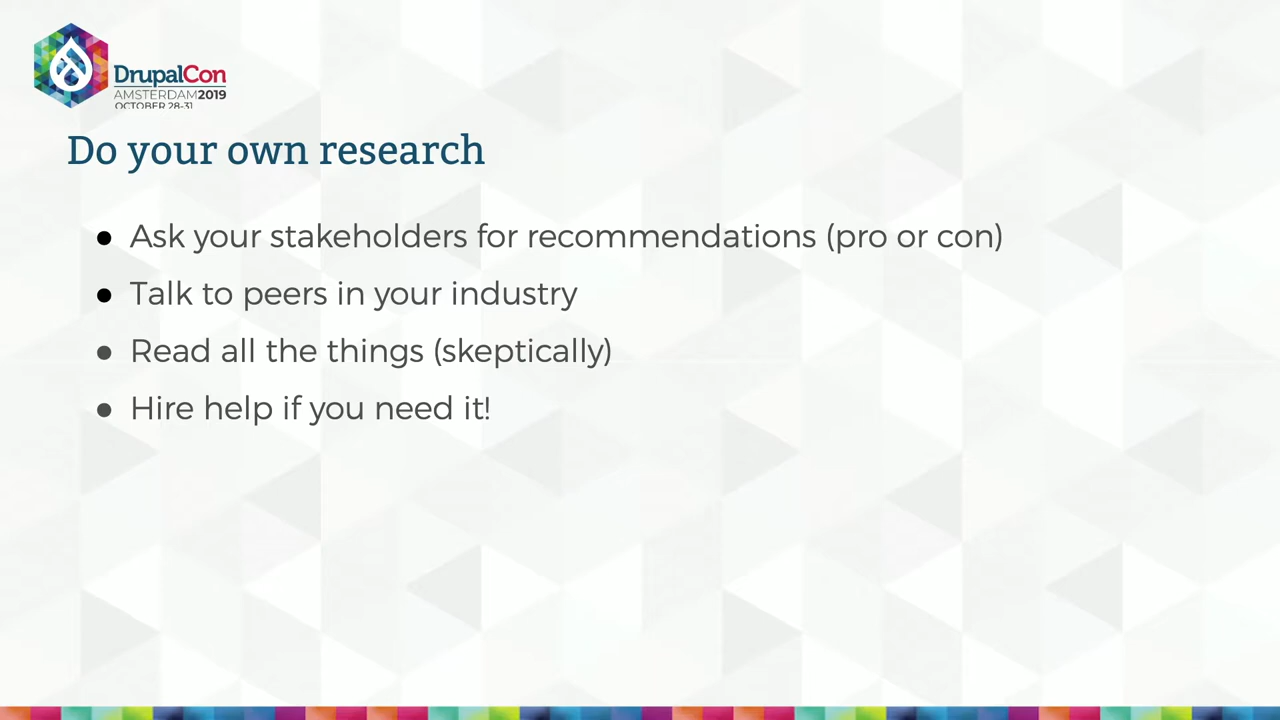 DrupalCon
AMSTERDAM2019
OCTOBER 28-31
Do your own research
● Ask your stakeholders for recommendations (pro or con)
● Talk to peers in your industry
● Read all the things (skeptically)
● Hire help if you need it!